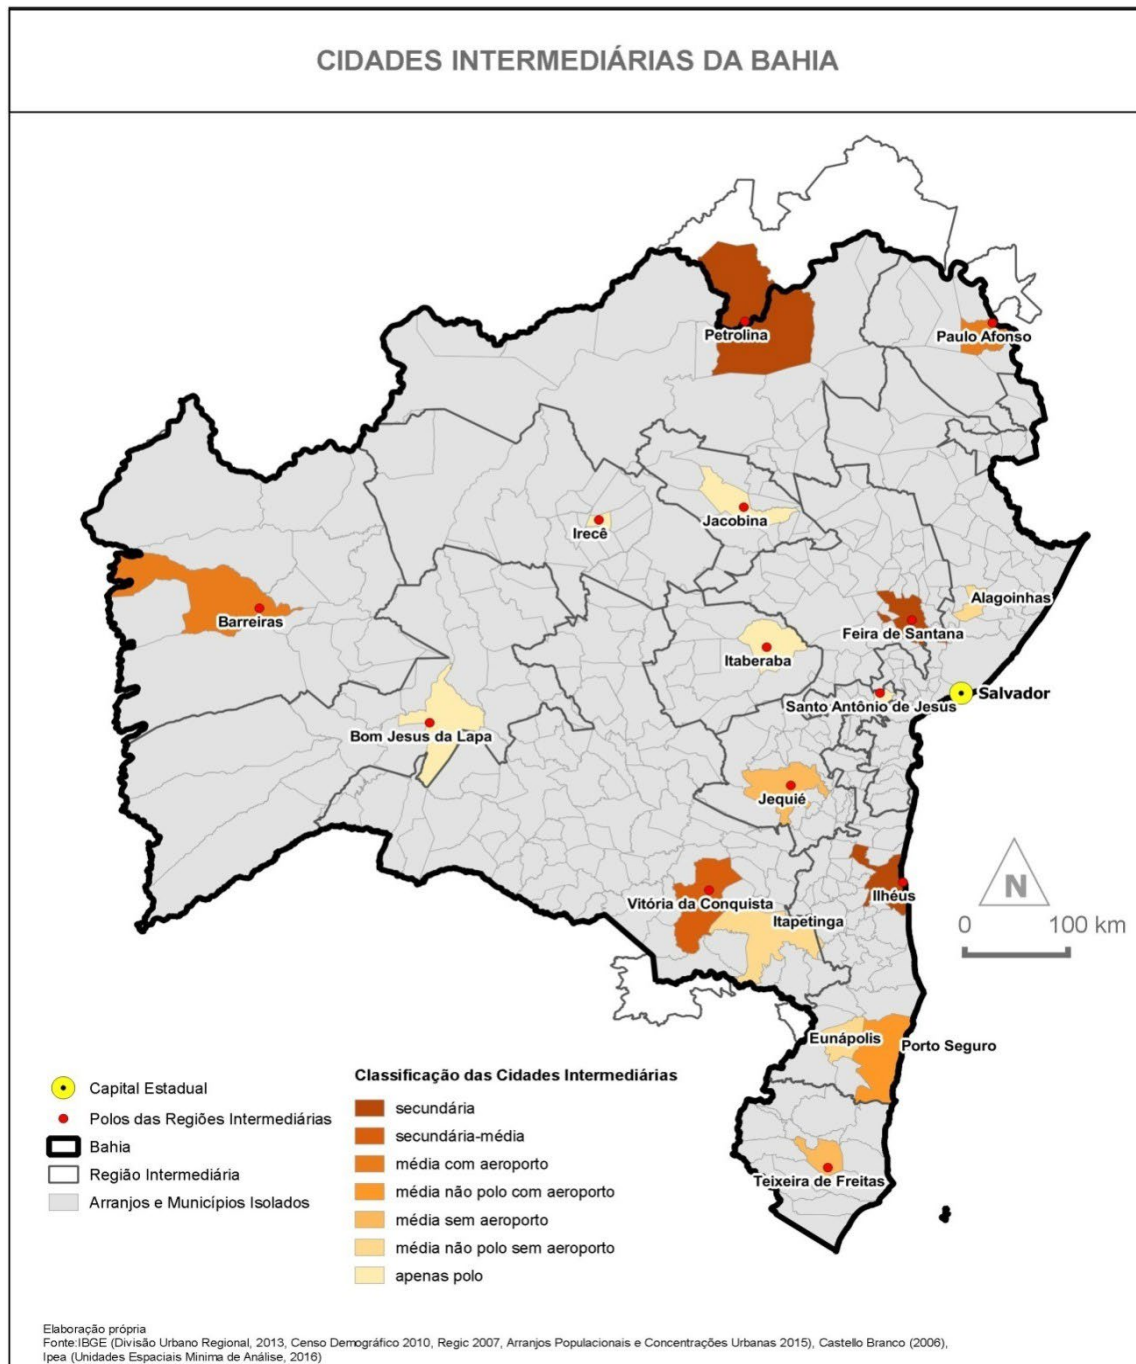 CIDADES INTERMEDIÁRIAS DA BAHIA
Petrolina
Paulo Afonso
Irecê
Jacobina
Barreiras
Alagoinhas
Feira de Santana
Itaberaba
Santo Antônio de Jesus
Salvador
Bom Jesus da Lapa
Jequié
Ilhéus
Vitória da Conquista
Itapetinga
N
0 100 km
Eunápolis
Porto Seguro
Teixeira de Freitas
Capital Estadual
Polos das Regiões Intermediárias
Bahia
Região Intermediária
Arranjos e Municípios Isolados
Classificação das Cidades Intermediárias
secundária
secundária-média
média com aeroporto
média não polo com aeroporto
média sem aeroporto
média não polo sem aeroporto
apenas polo
Elaboração própria
Fonte:IBGE (Divisão Urbano Regional, 2013, Censo Demográfico 2010, Regic 2007, Arranjos Populacionais e Concentrações Urbanas 2015), Castello Branco (2006),
Ipea (Unidades Espaciais Minima de Análise, 2016)